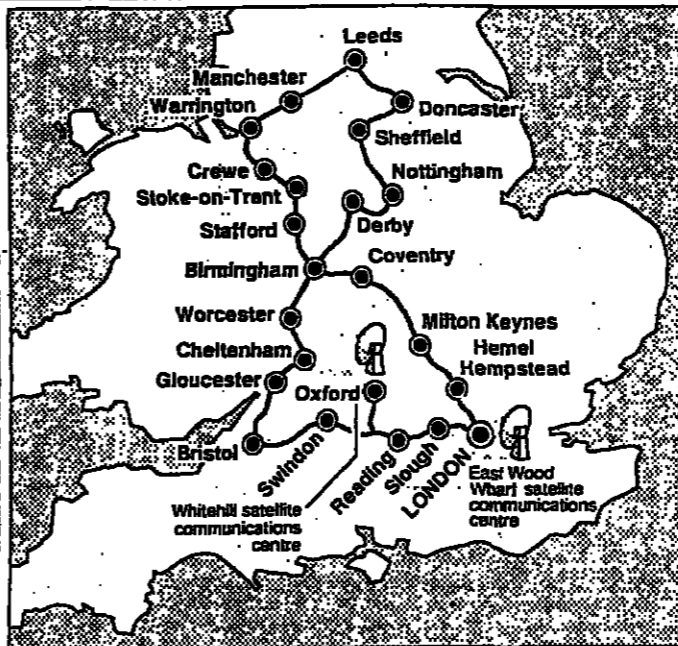 Leeds
Manchester
Warrington
Doncaster
Sheffield
Crewe
Nottingham
Stoke-on-Trent
Stafford
Derby
Birmingham
Coventry
Worcester
Milton Keynes
Cheltenham
Hemel
Hempstead
Gloucester
Oxford
Bristol
Swindon
Reading
Slough
LONDON
East Wood
Wharf satellite
communications
centre
Whitehill satellite
communications
centre